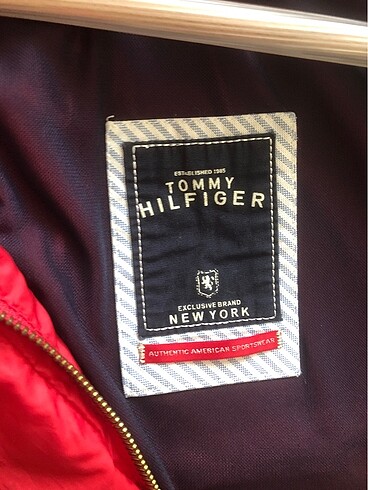 ESTABLISHED 1985
TOMMY
HILFIGER
EXCLUSIVE BRAND
NEW YORK
AUTHENTIC AMERICAN SPORTSWEAR